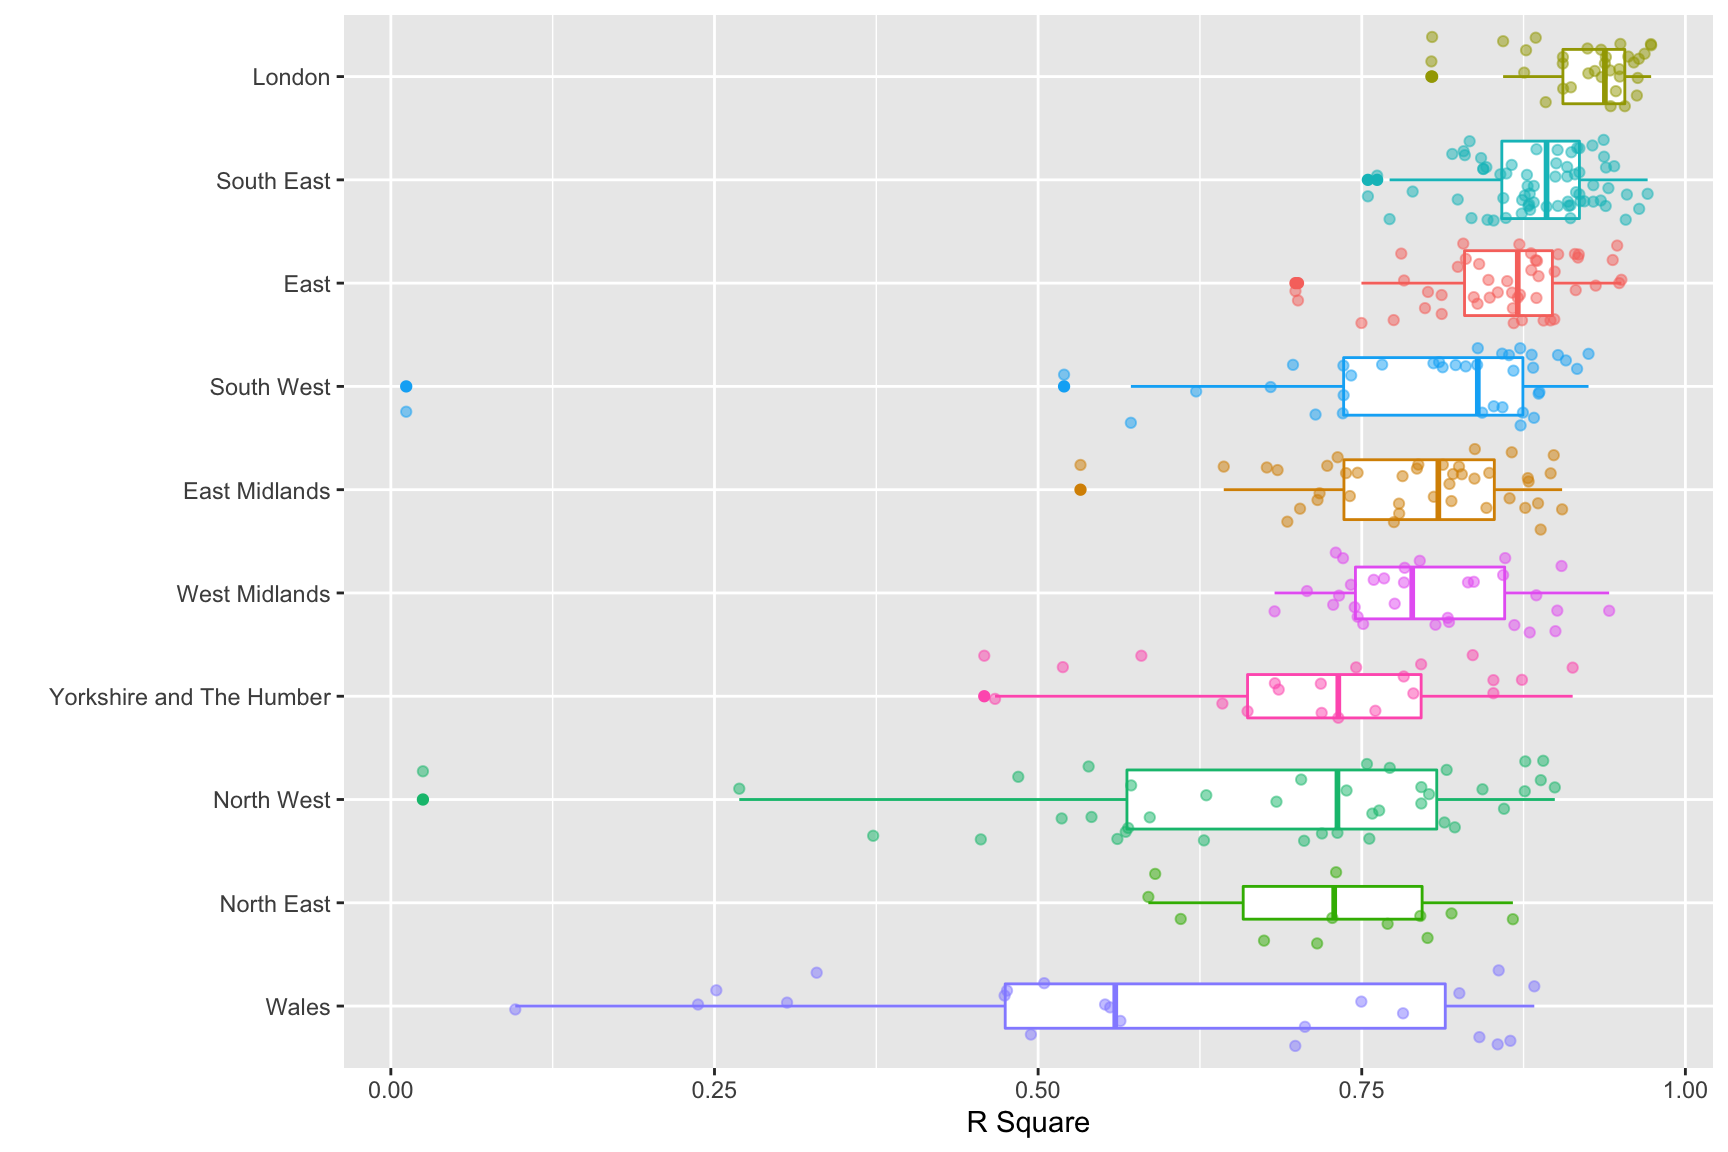 London
South East
East
South West
East Midlands
West Midlands
Yorkshire and The Humber
North West
North East
Wales
0.00 0.25 0.50 0.75 1.00
R Square